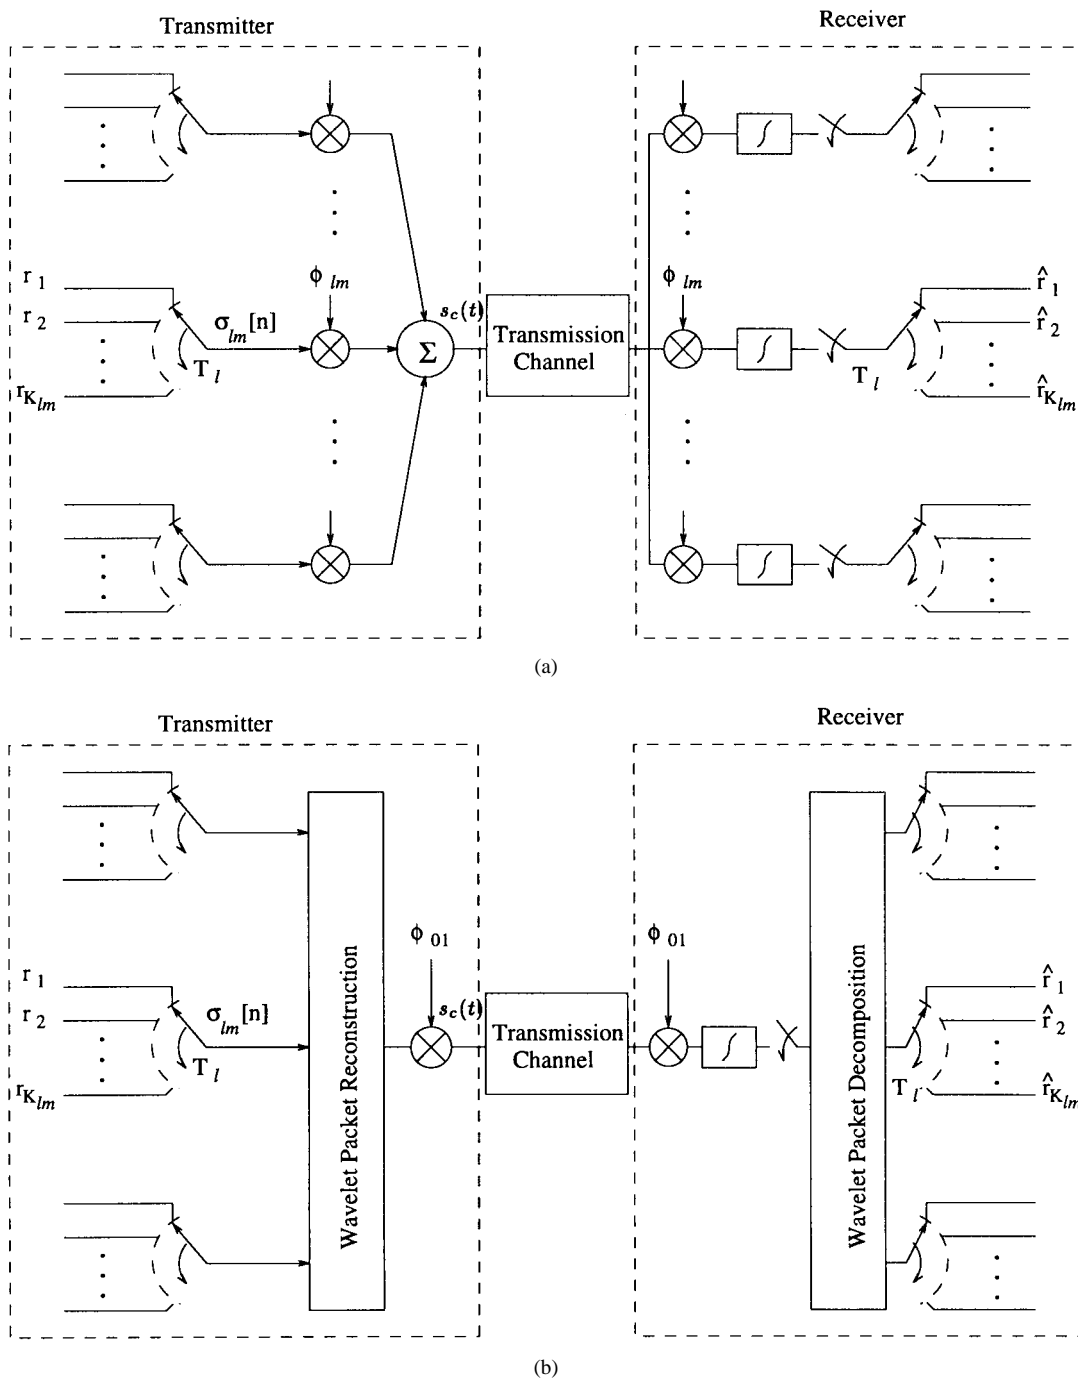 Transmitter
Receiver
r 1
r 2
r K lm
σ lm [n]
T l
ϕ lm
Σ
s c (t)
Transmission
Channel
ϕ lm
∫
∫
∫
T l
r̂ 1
r̂ 2
r̂ K lm
(a)
Transmitter
Receiver
r 1
r 2
r K lm
σ lm [n]
T l
Wavelet Packet Reconstruction
ϕ 01
s c (t)
Transmission
Channel
ϕ 01
∫
Wavelet Packet Decomposition
T l
r̂ 1
r̂ 2
r̂ K lm
(b)